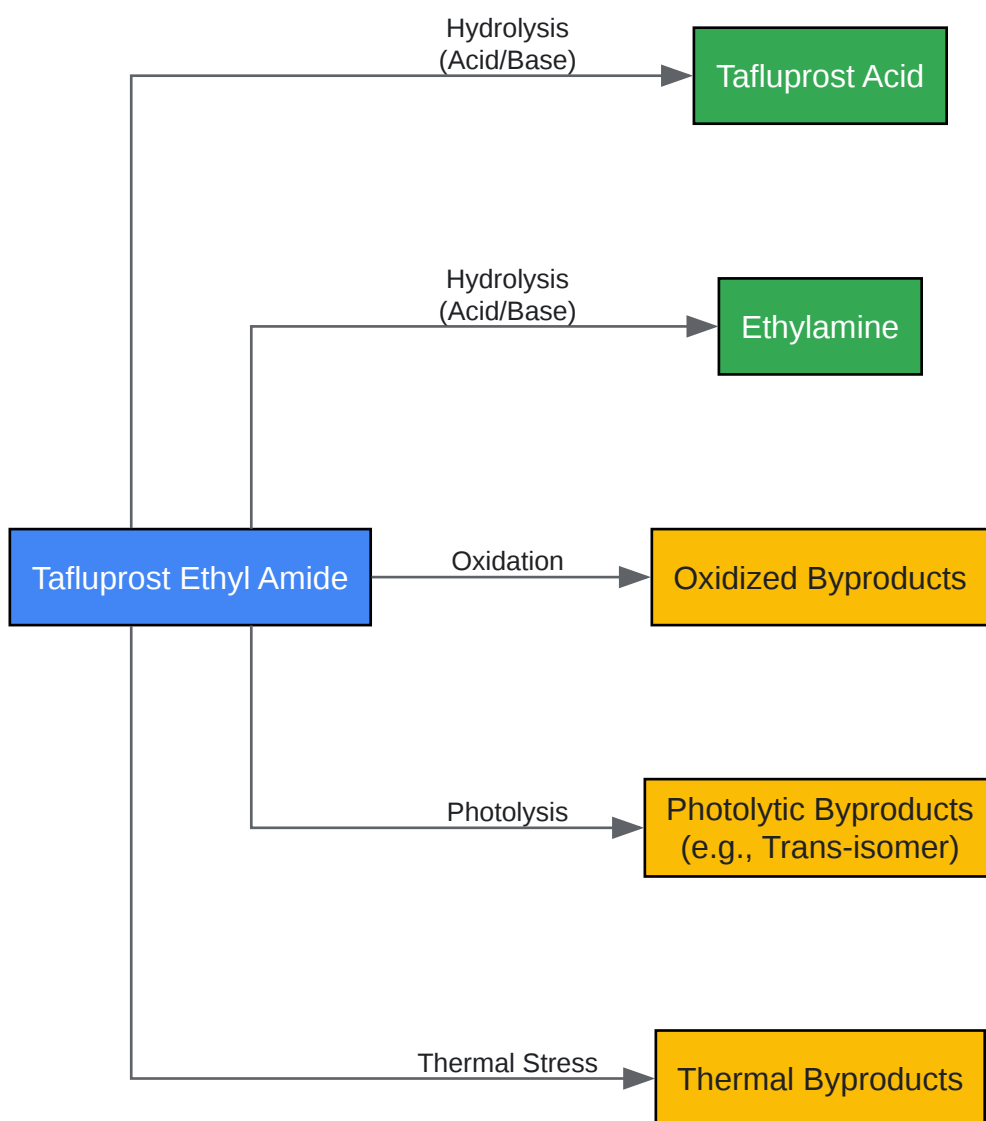 Hydrolysis
(Acid/Base)
Tafluprost Acid
Hydrolysis
(Acid/Base)
Ethylamine
Tafluprost Ethyl Amide
Oxidation
Oxidized Byproducts
Photolysis
Photolytic Byproducts
(e.g., Trans-isomer)
Thermal Stress
Thermal Byproducts